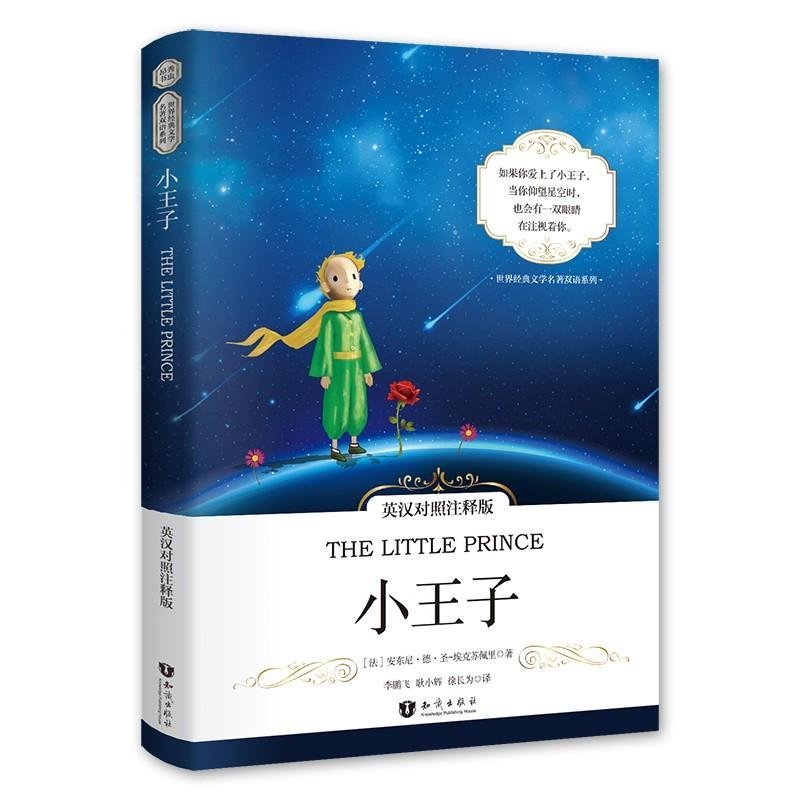 品秀
书虫
世界经典文学
名著双语系列
小王子
THE LITTLE PRINCE
英汉对照注释版
知识出版社
Knowledge Publishing House
如果你爱上了小王子，
当你仰望星空时，
也会有一双眼睛
在注视着你。
·世界经典文学名著双语系列·
英汉对照注释版
THE LITTLE PRINCE
小王子
［法］安东尼·德·圣-埃克苏佩里◎著
李鹏飞 耿小辉 徐长为◎译
知识出版社
Knowledge Publishing House